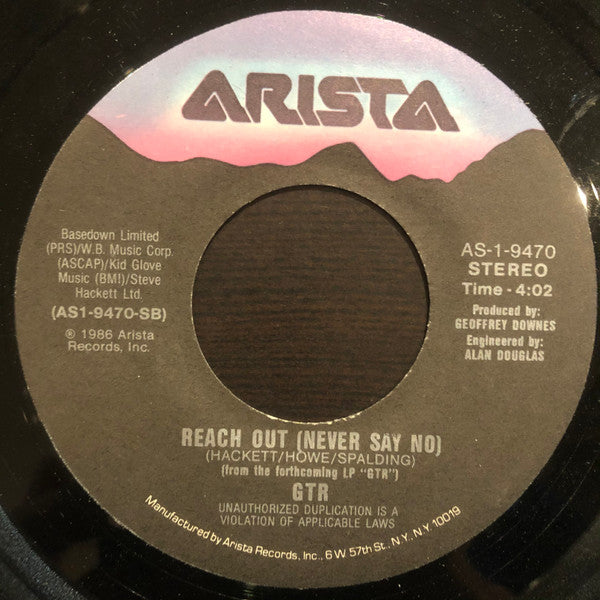 ARISTA
Basedown Limited
(PRS)/W.B. Music Corp.
(ASCAP)/Kid Glove
Music (BMI)/Steve
Hackett Ltd.
(AS1-9470-SB)
℗ 1986 Arista
Records, Inc.
AS-1-9470
STEREO
Time - 4:02
Produced by:
GEOFFREY DOWNES
Engineered by:
ALAN DOUGLAS
REACH OUT (NEVER SAY NO)
(HACKETT/HOWE/SPALDING)
(from the forthcoming LP "GTR")
GTR
UNAUTHORIZED DUPLICATION IS A
VIOLATION OF APPLICABLE LAWS
Manufactured by Arista Records, Inc., 6 W 57th St., N.Y., N.Y. 10019